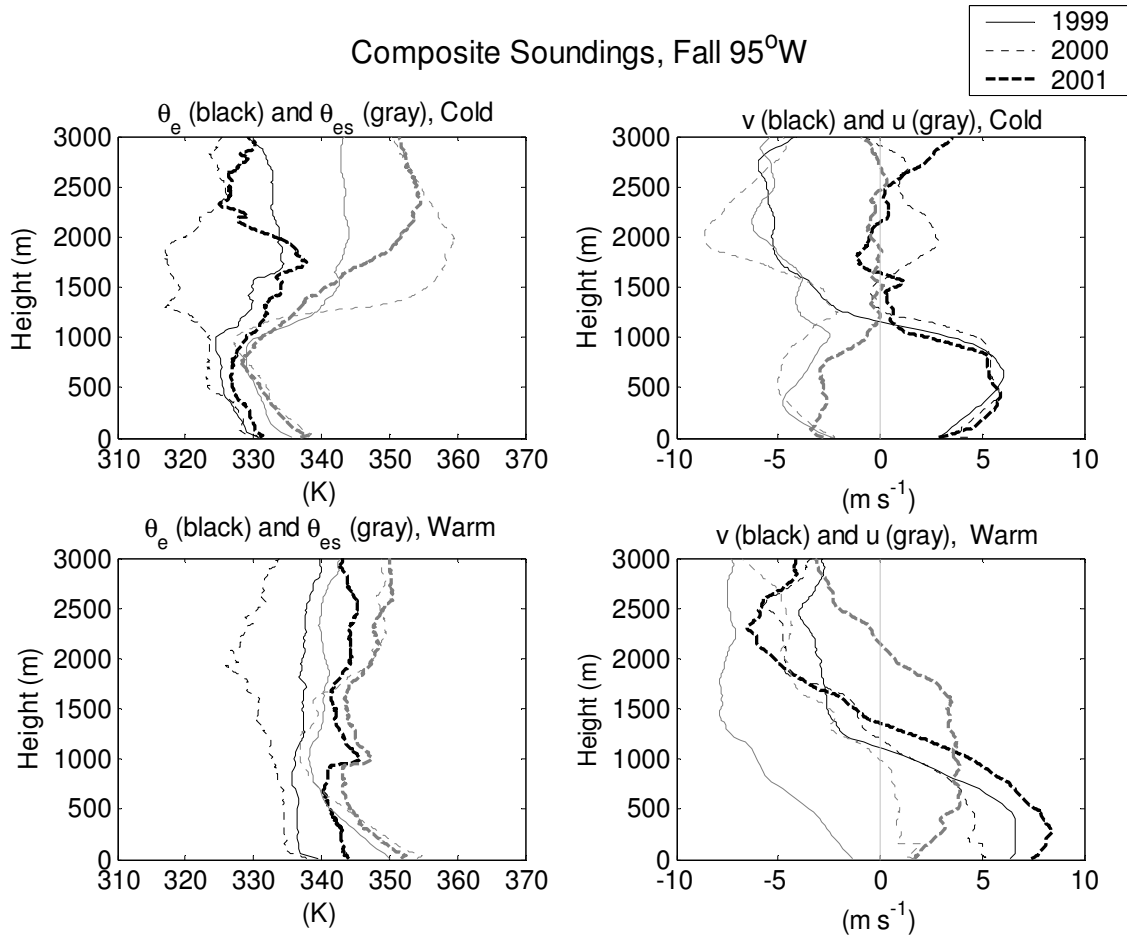 Composite Soundings, Fall 95°W
1999
2000
2001
θe (black) and θes (gray), Cold
3000
2500
2000
1500
1000
500
0
Height (m)
310 320 330 340 350 360 370
(K)
v (black) and u (gray), Cold
3000
2500
2000
1500
1000
500
0
Height (m)
-10 -5 0 5 10
(m s⁻¹)
θe (black) and θes (gray), Warm
3000
2500
2000
1500
1000
500
0
Height (m)
310 320 330 340 350 360 370
(K)
v (black) and u (gray), Warm
3000
2500
2000
1500
1000
500
0
Height (m)
-10 -5 0 5 10
(m s⁻¹)